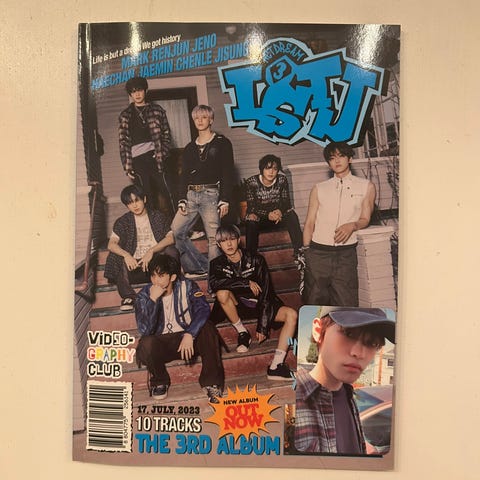 Life is but a dream We got history
MARK RENJUN JENO
HAECHAN JAEMIN CHENLE JISUNG
NCT DREAM
ISTJ
3
VIDEO-
GRAPHY
CLUB
17. JULY, 2023
10 TRACKS
THE 3RD ALBUM
NEW ALBUM
OUT
NOW